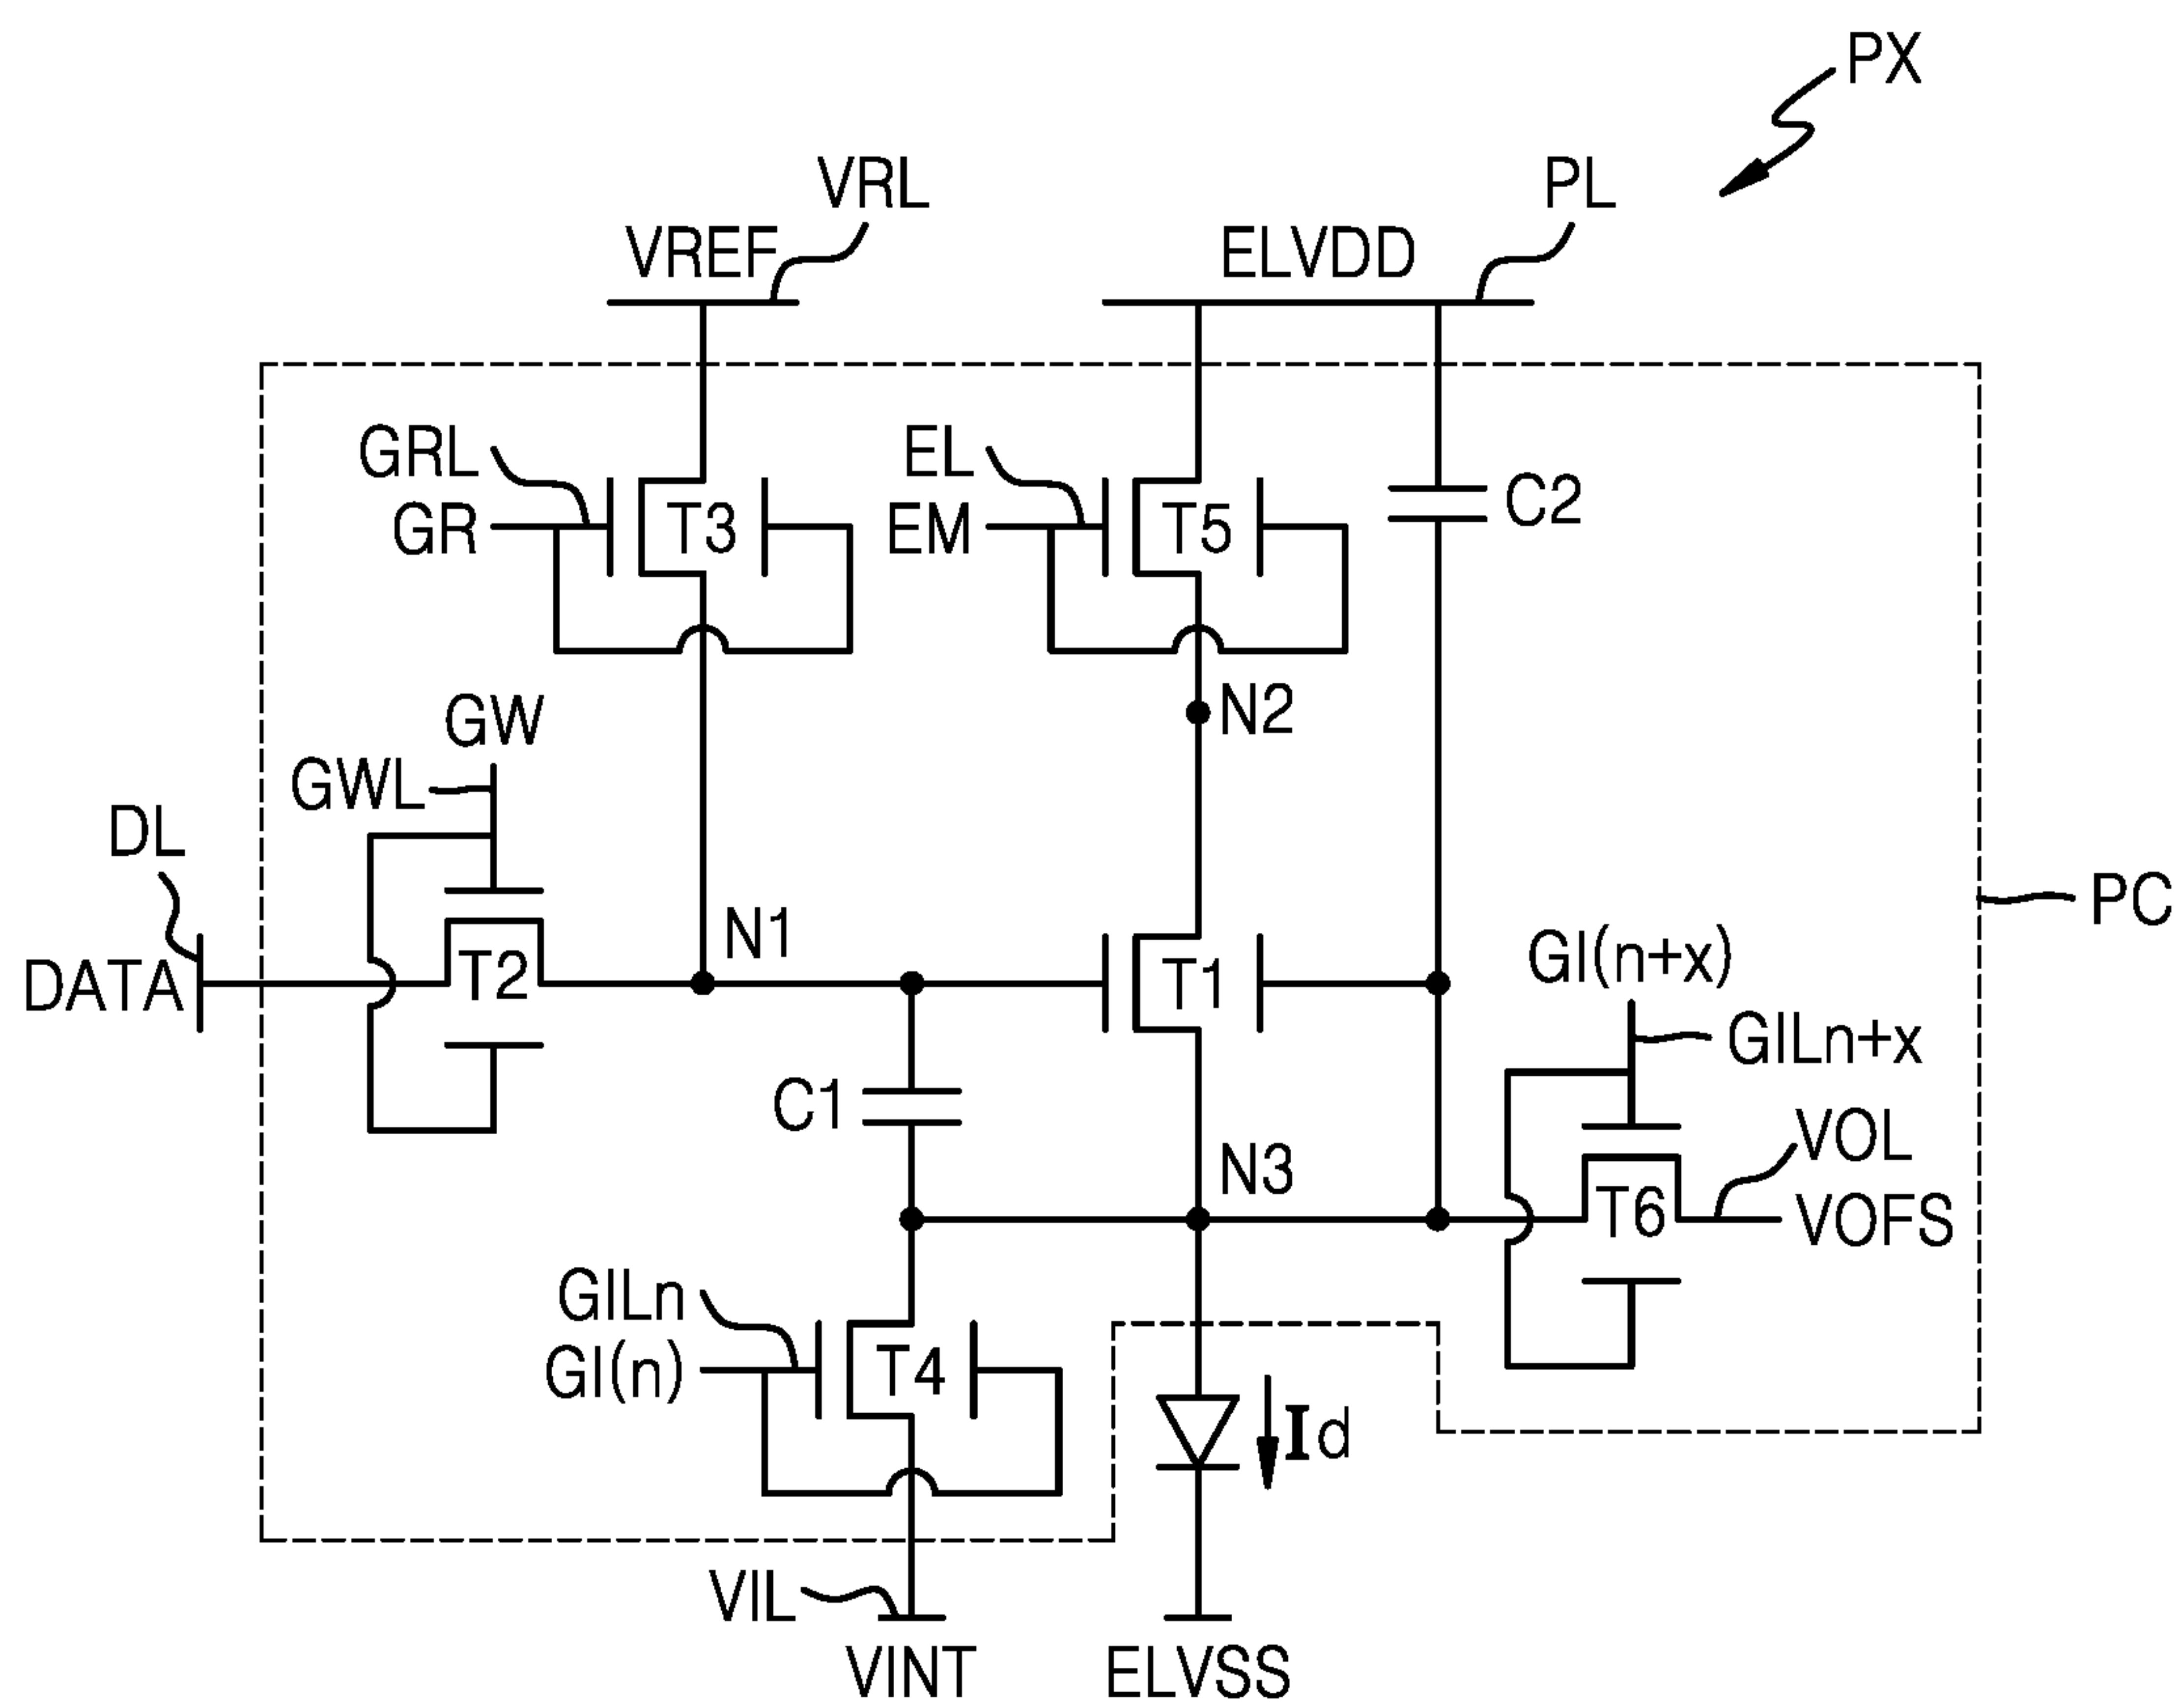 PX
VRL
PL
VREF
ELVDD
GRL
EL
GR
T3
EM
T5
C2
GW
N2
GWL
DL
PC
N1
GI(n+x)
DATA
T2
T1
GILn+x
C1
VOL
N3
T6
VOFS
GILn
GI(n)
T4
Id
VIL
VINT
ELVSS